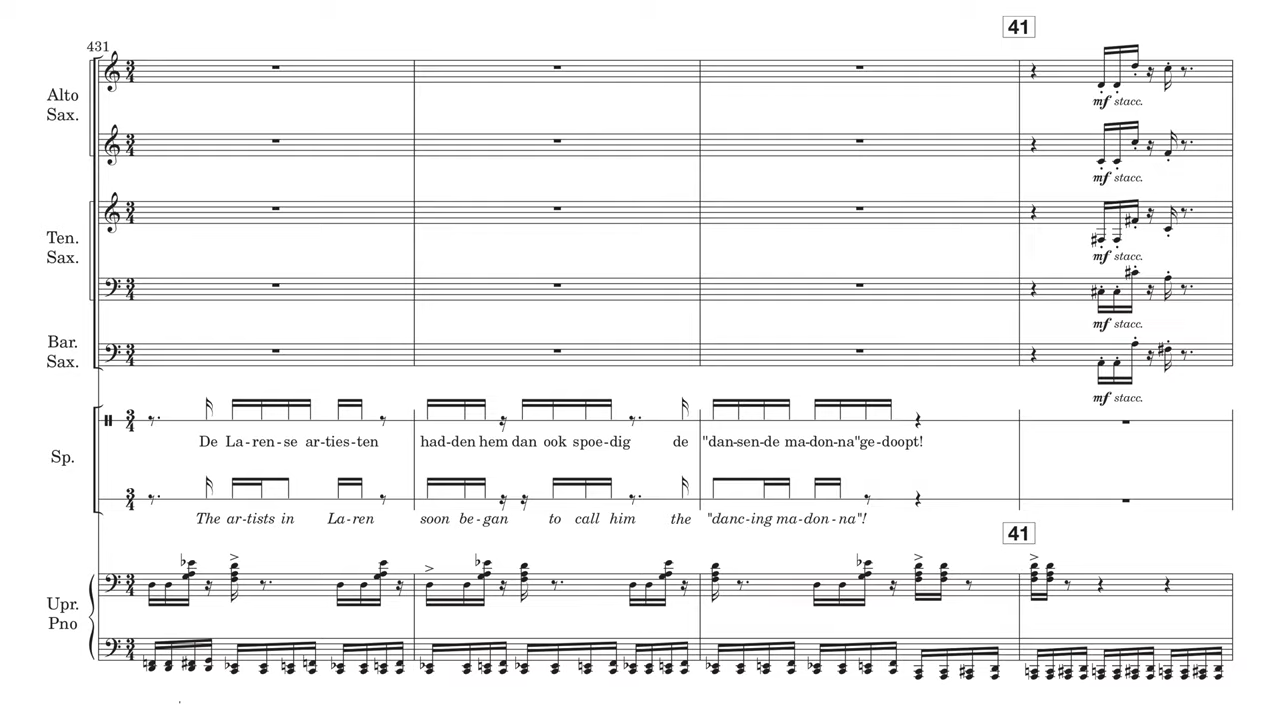 41
431
Alto
Sax.
mf stacc.
mf stacc.
Ten.
Sax.
mf stacc.
mf stacc.
Bar.
Sax.
mf stacc.
Sp.
De La-ren-se ar-ties-ten had-den hem dan ook spoe-dig de "dan-sen-de ma-don-na"ge-doopt!
The ar-tists in La-ren soon be-gan to call him the "danc-ing ma-don-na"!
41
Upr.
Pno